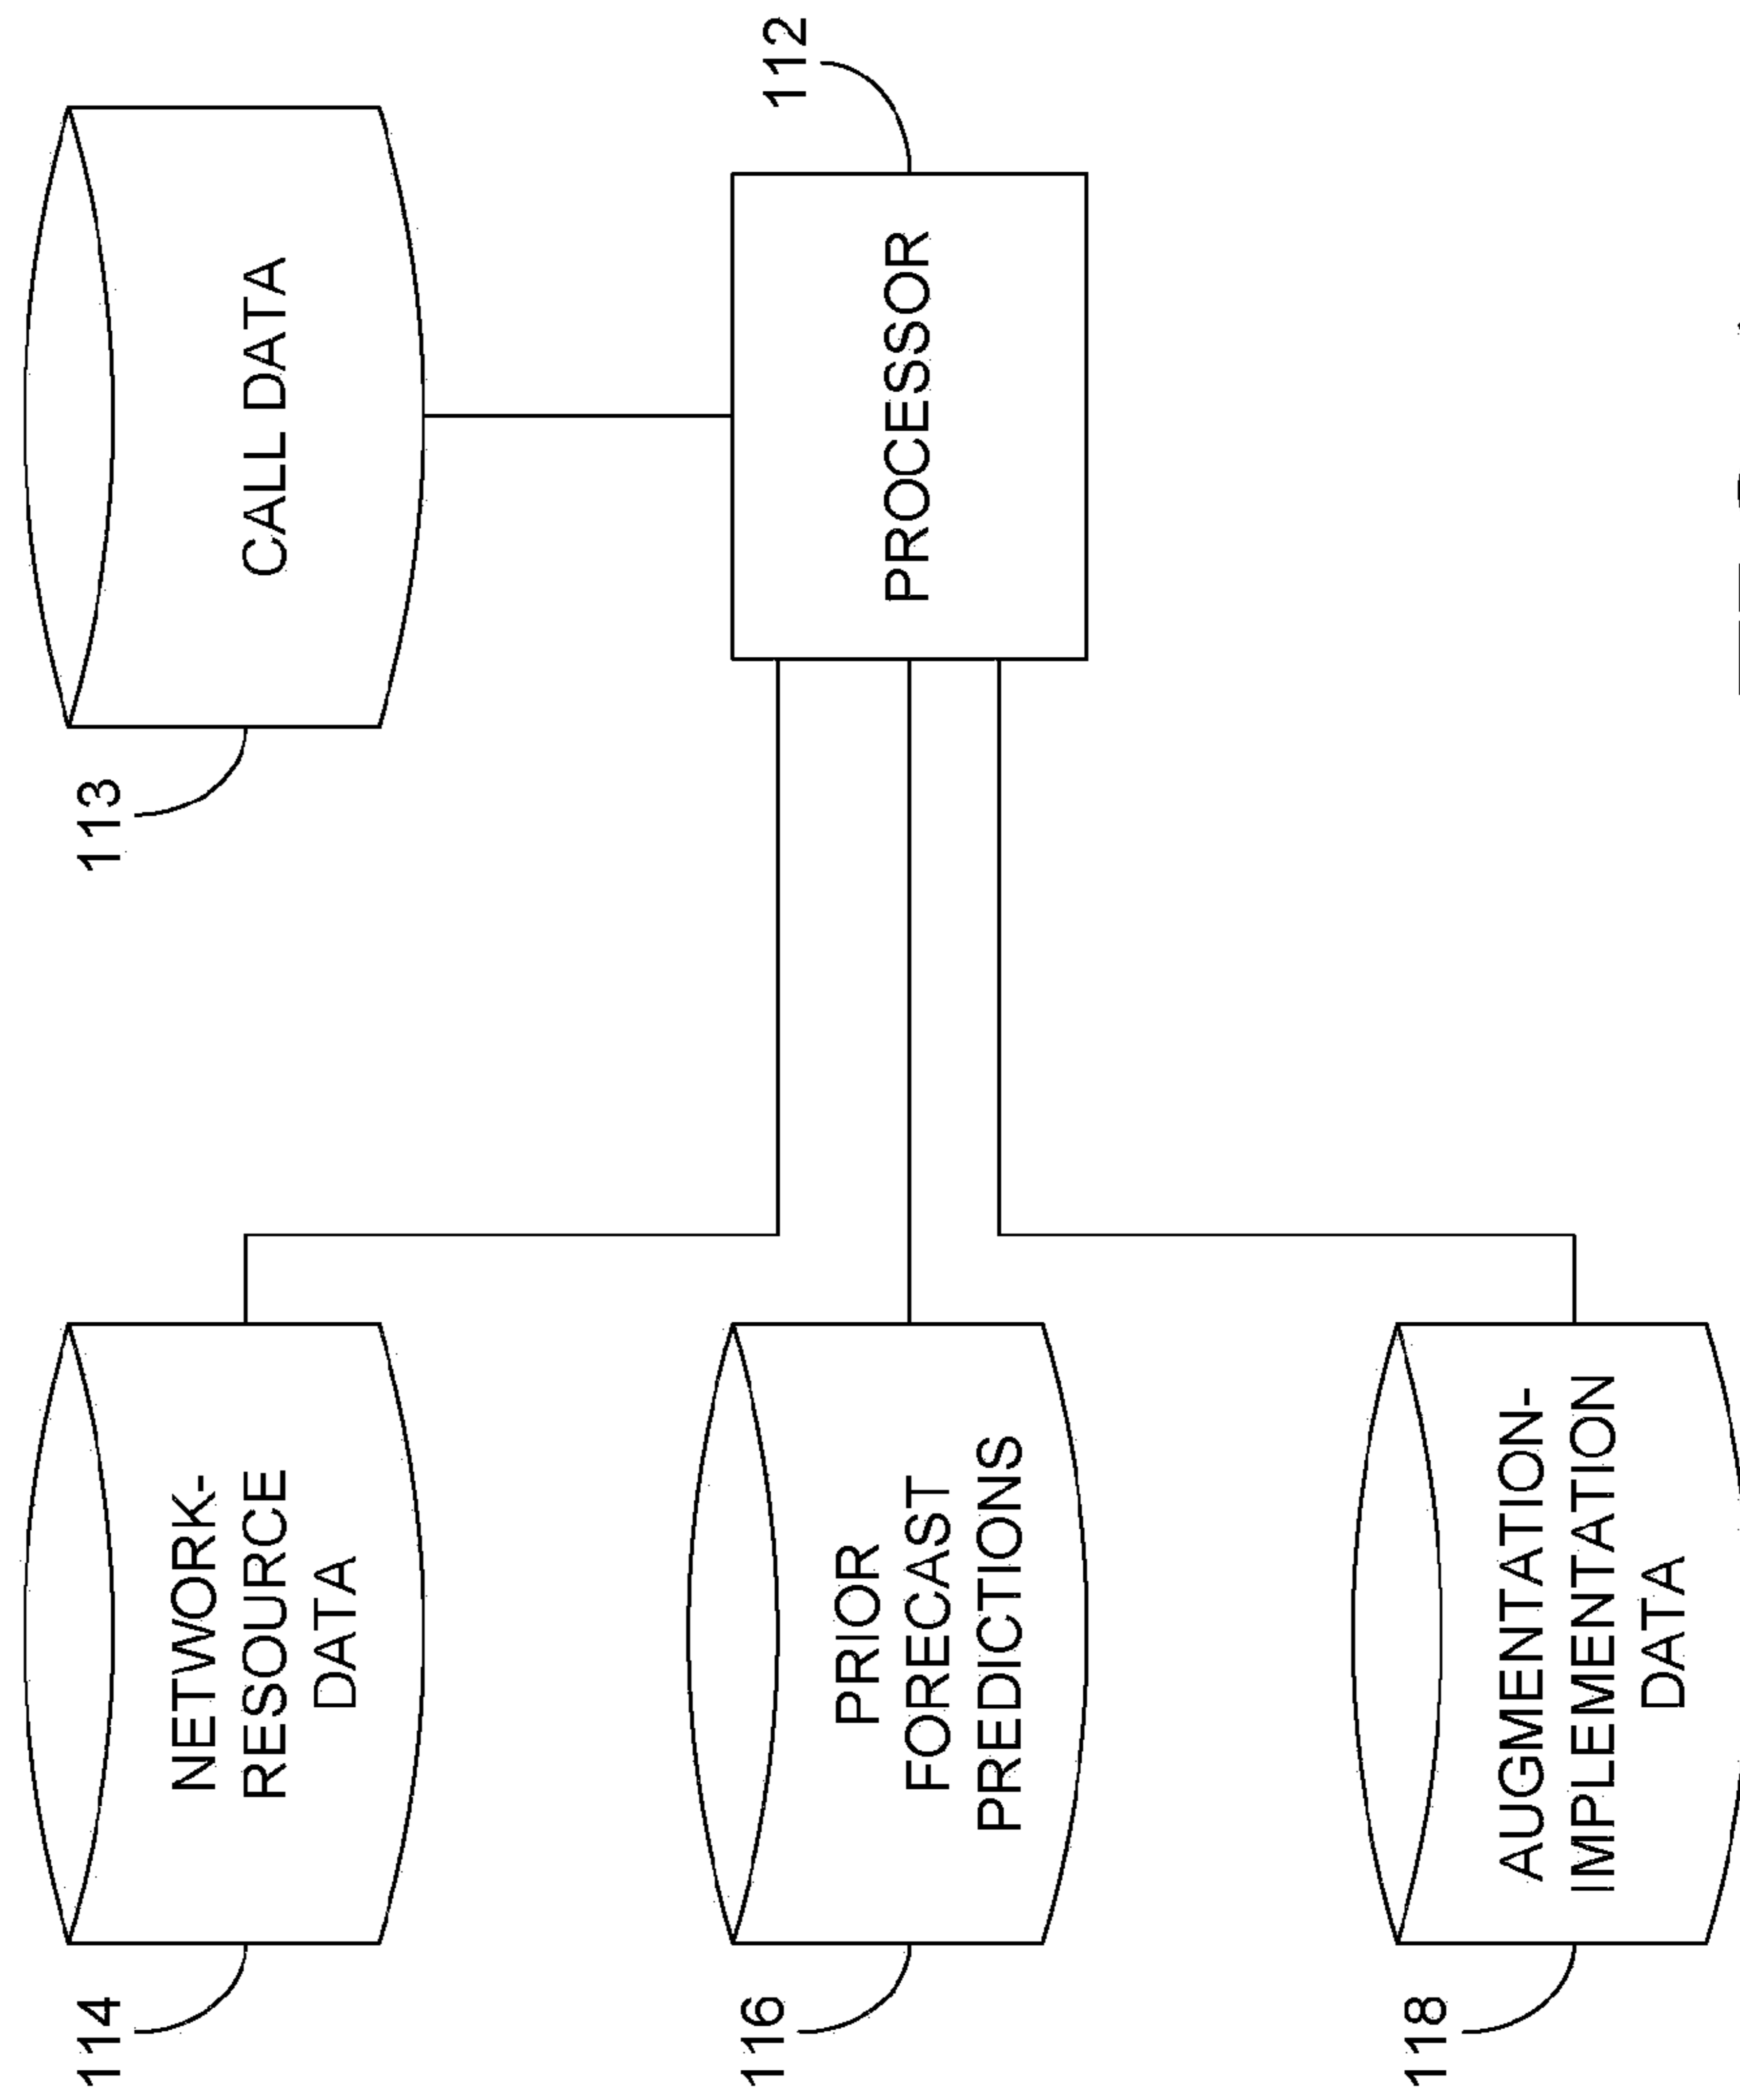 114
NETWORK-
RESOURCE
DATA
113
CALL DATA
116
PRIOR
FORECAST
PREDICTIONS
PROCESSOR
112
118
AUGMENTATION-
IMPLEMENTATION
DATA